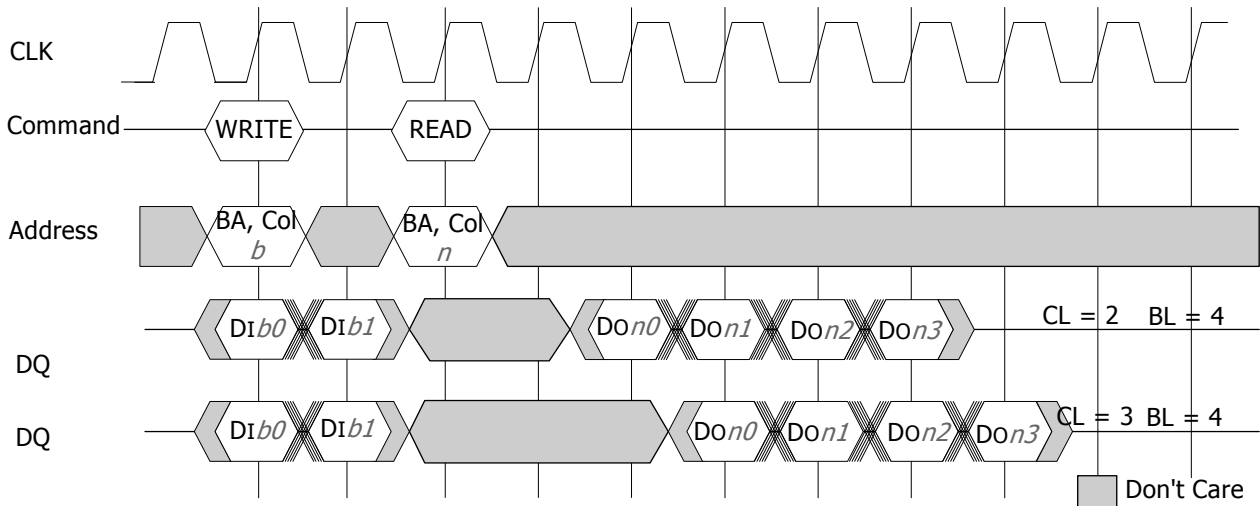 CLK
Command WRITE READ
Address BA, Col b BA, Col n
DQ DIb0 DIb1 DOn0 DOn1 DOn2 DOn3 CL = 2 BL = 4
DQ DIb0 DIb1 DOn0 DOn1 DOn2 DOn3 CL = 3 BL = 4
Don't Care